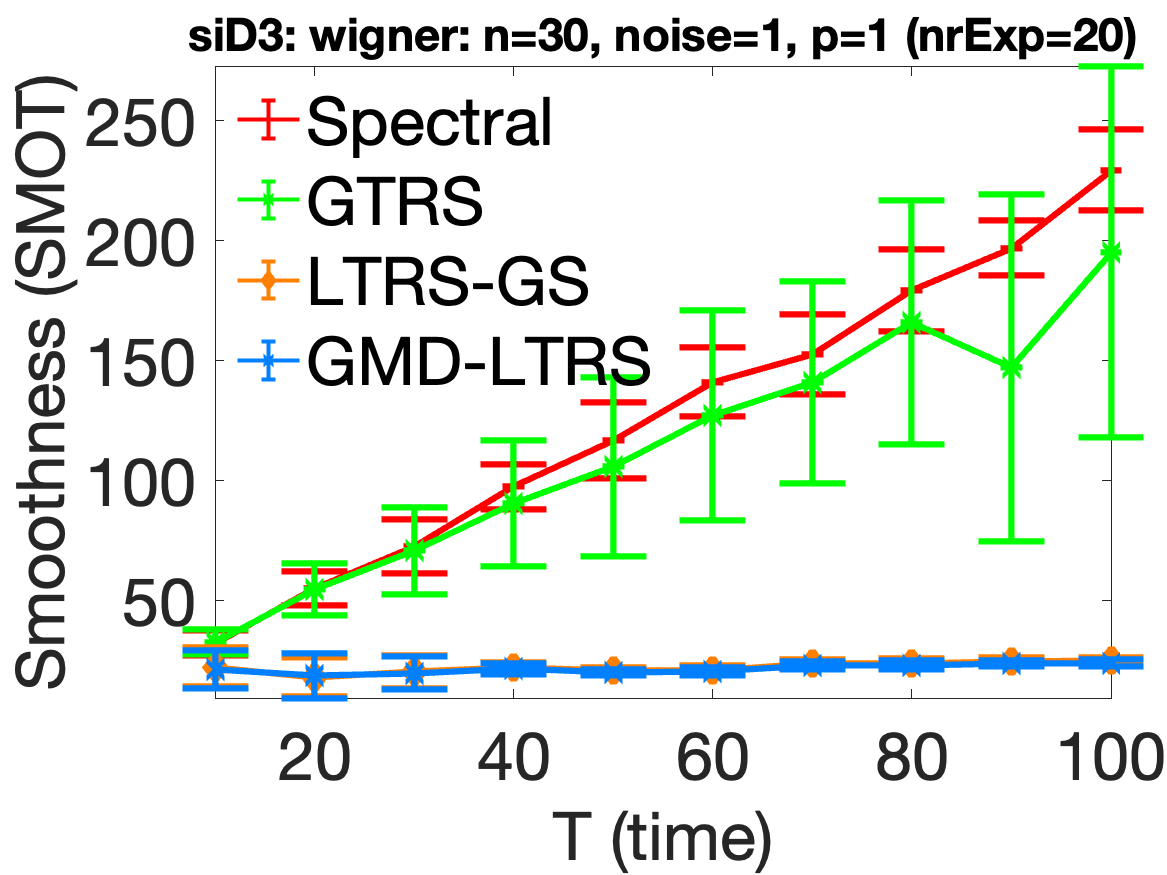 siD3: wigner: n=30, noise=1, p=1 (nrExp=20)
Smoothness (SMOT)
250
200
150
100
50
Spectral
GTRS
LTRS-GS
GMD-LTRS
20 40 60 80 100
T (time)